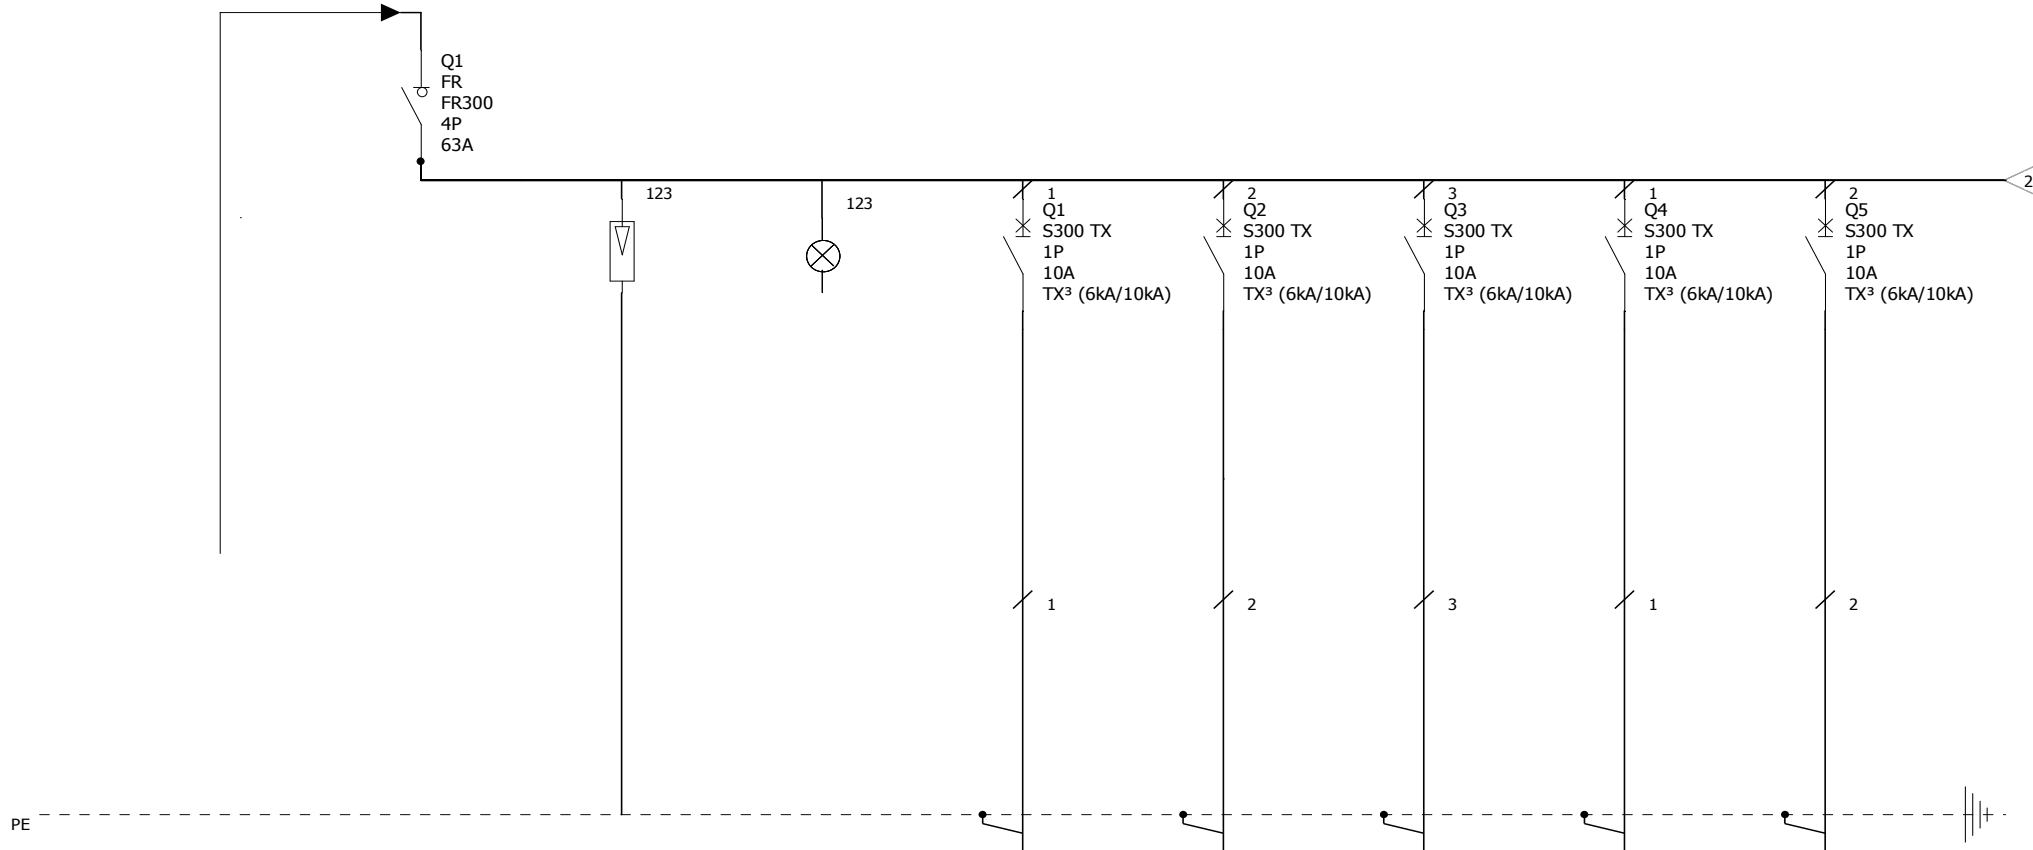 Q1
FR
FR300
4P
63A
123
123
1
Q1
S300 TX
1P
10A
TX³ (6kA/10kA)
2
Q2
S300 TX
1P
10A
TX³ (6kA/10kA)
3
Q3
S300 TX
1P
10A
TX³ (6kA/10kA)
1
Q4
S300 TX
1P
10A
TX³ (6kA/10kA)
2
Q5
S300 TX
1P
10A
TX³ (6kA/10kA)
2
1
2
3
1
2
PE